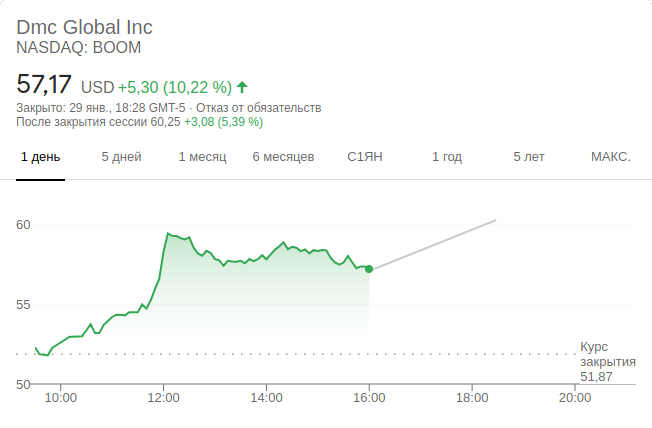 Dmc Global Inc
NASDAQ: BOOM
57,17 USD +5,30 (10,22 %)
Закрыто: 29 янв., 18:28 GMT-5 · Отказ от обязательств
После закрытия сессии 60,25 +3,08 (5,39 %)
1 день 5 дней 1 месяц 6 месяцев С1ЯН 1 год 5 лет МАКС.
60
55
Курс
закрытия
51,87
50
10:00 12:00 14:00 16:00 18:00 20:00